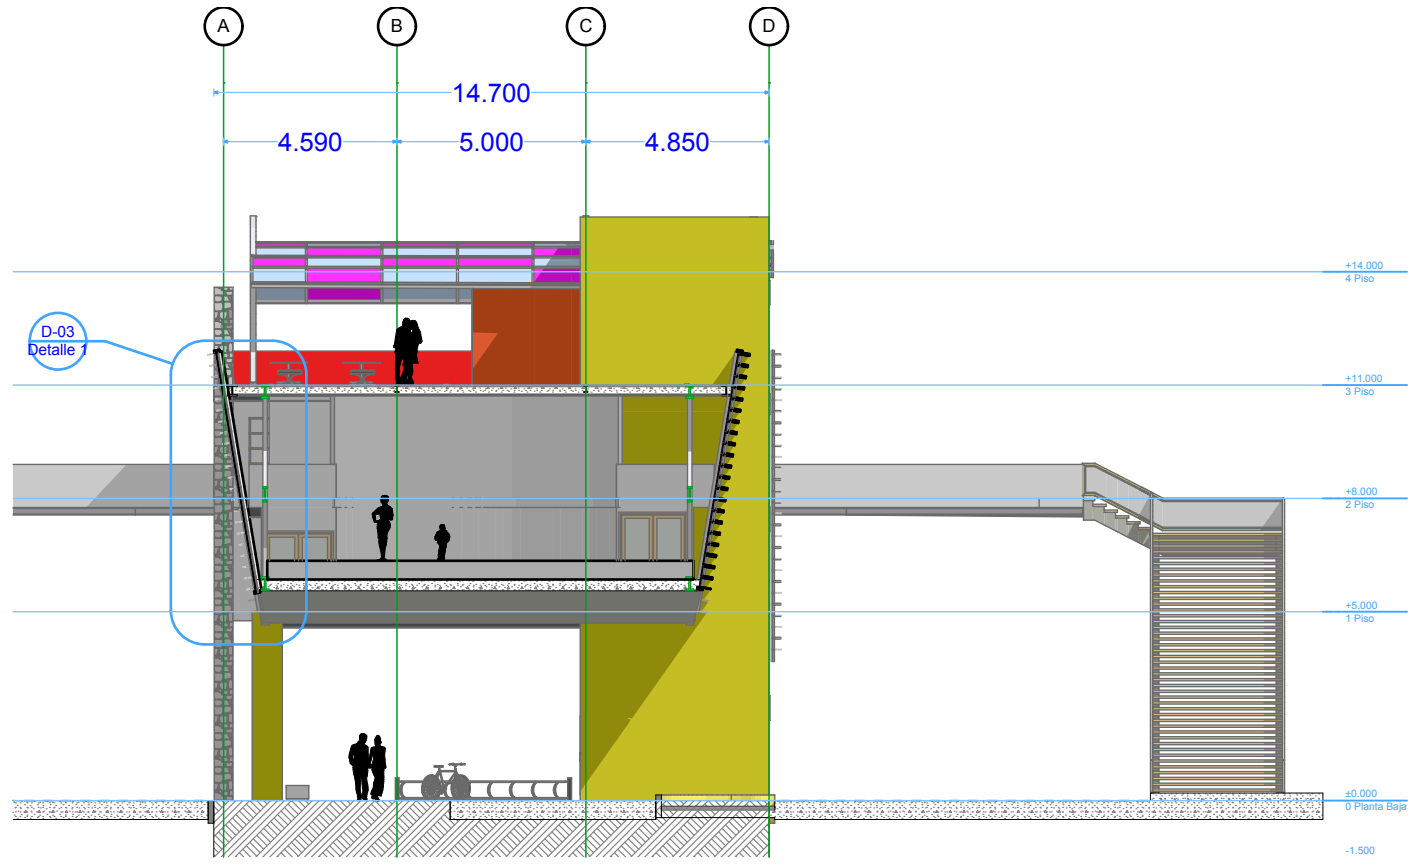 A B C D
14.700
4.590 5.000 4.850
+14.000
4 Piso
D-03
Detalle 1
+11.000
3 Piso
+8.000
2 Piso
+5.000
1 Piso
±0.000
0 Planta Baja
-1.500